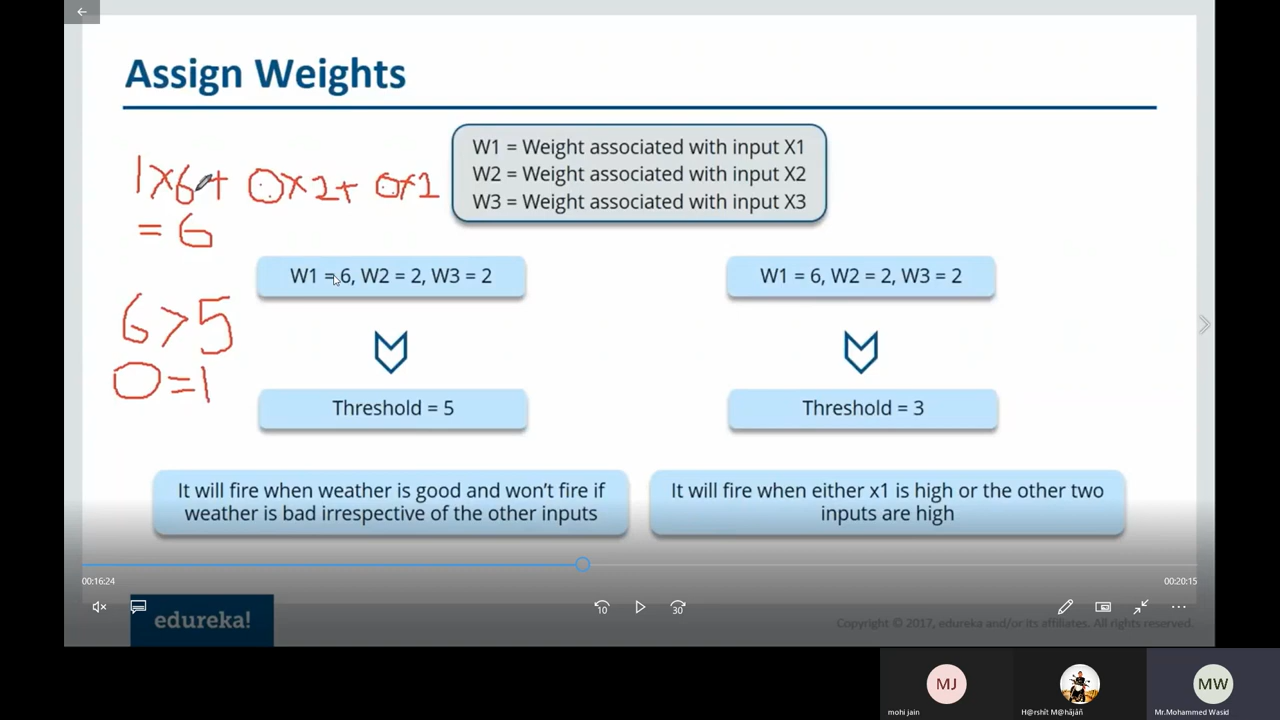 Assign Weights
1x6+ 0x2+ 0x2
= 6
W1 = Weight associated with input X1
W2 = Weight associated with input X2
W3 = Weight associated with input X3
W1 = 6, W2 = 2, W3 = 2
W1 = 6, W2 = 2, W3 = 2
6>5
0=1
Threshold = 5
Threshold = 3
It will fire when weather is good and won't fire if
weather is bad irrespective of the other inputs
It will fire when either x1 is high or the other two
inputs are high
00:16:24
00:20:15
10
30
edureka!
Copyright © 2017, edureka and/or its affiliates. All rights reserved.
MJ
MW
mohi jain
H@rshit M@hãjáñ
Mr.Mohammed Wasid